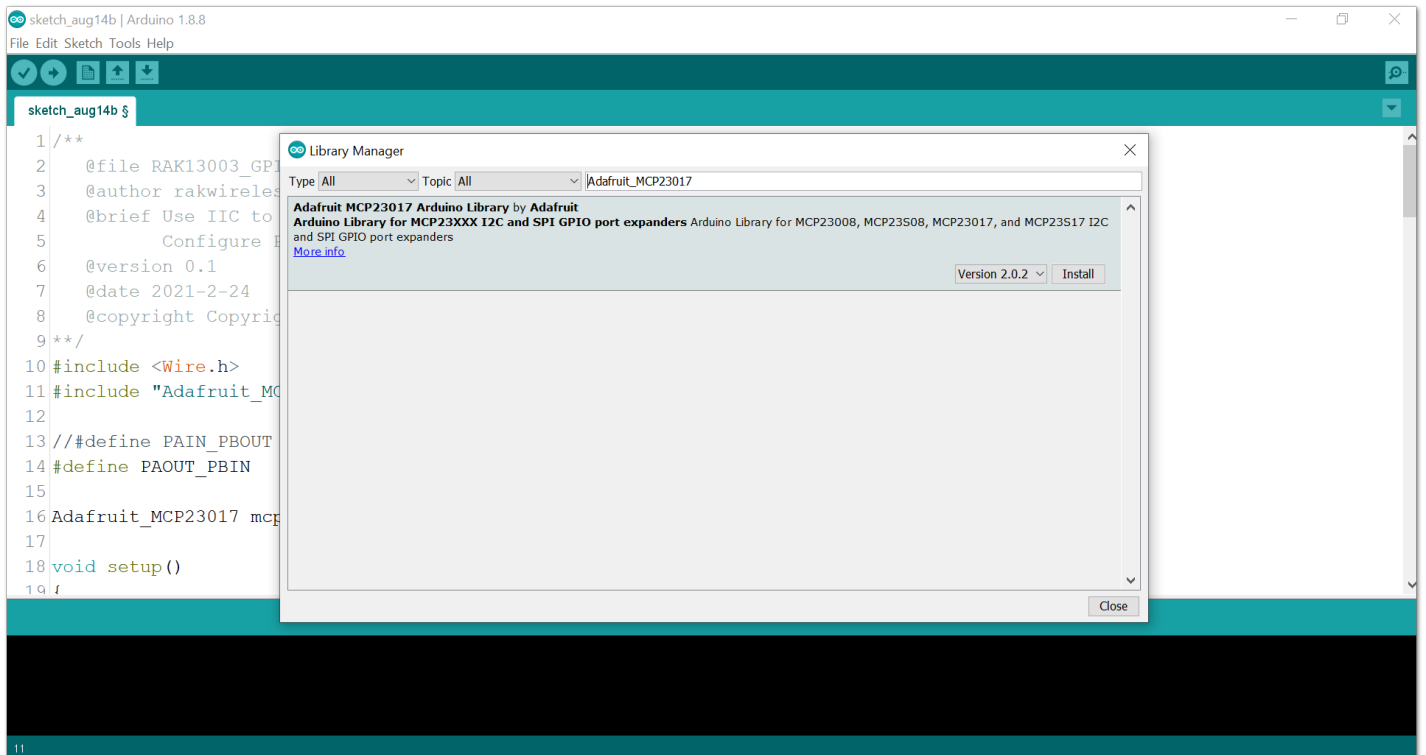 sketch_aug14b | Arduino 1.8.8
File Edit Sketch Tools Help
sketch_aug14b §
1 /**
2 @file RAK13003_GPI
3 @author rakwireles
4 @brief Use IIC to
5 Configure
6 @version 0.1
7 @date 2021-2-24
8 @copyright Copyric
9 **/
10 #include <Wire.h>
11 #include "Adafruit_MC
12
13 //#define PAIN_PBOUT
14 #define PAOUT_PBIN
15
16 Adafruit_MCP23017 mcp
17
18 void setup()
19 {
Library Manager
Type All Topic All Adafruit_MCP23017
Adafruit MCP23017 Arduino Library by Adafruit
Arduino Library for MCP23XXX I2C and SPI GPIO port expanders Arduino Library for MCP23008, MCP23S08, MCP23017, and MCP23S17 I2C
and SPI GPIO port expanders
More info
Version 2.0.2 Install
Close
11